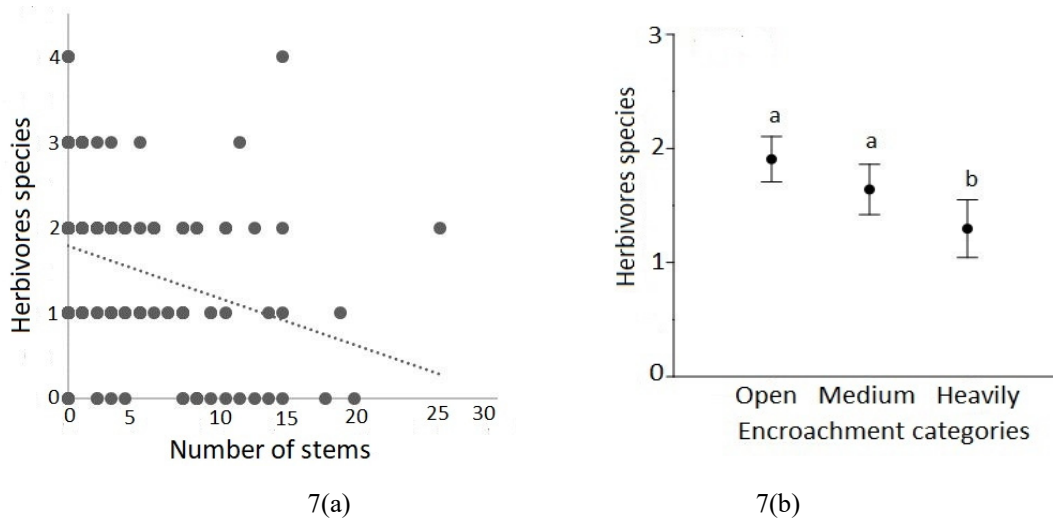 Herbivores species
4
3
2
1
0
0 5 10 15 20 25 30
Number of stems
7(a)
Herbivores species
3
2
1
0
a
a
b
Open Medium Heavily
Encroachment categories
7(b)